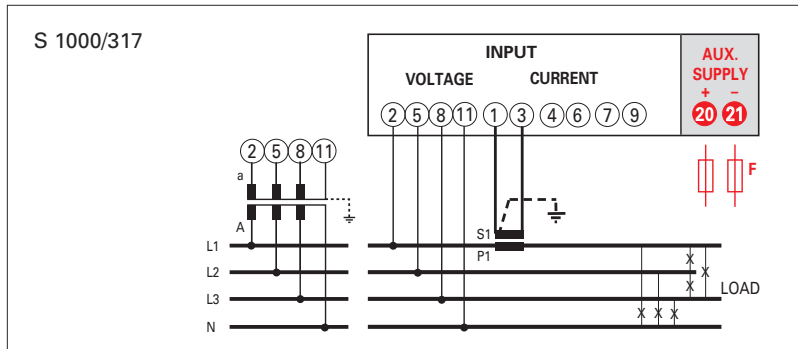 S 1000/317
INPUT
AUX.
SUPPLY
VOLTAGE CURRENT
+ −
2 5 8 11 1 3 4 6 7 9 20 21
2 5 8 11
F
a
A
S1
P1
L1
L2
L3
N
X
X
X
X X X
LOAD